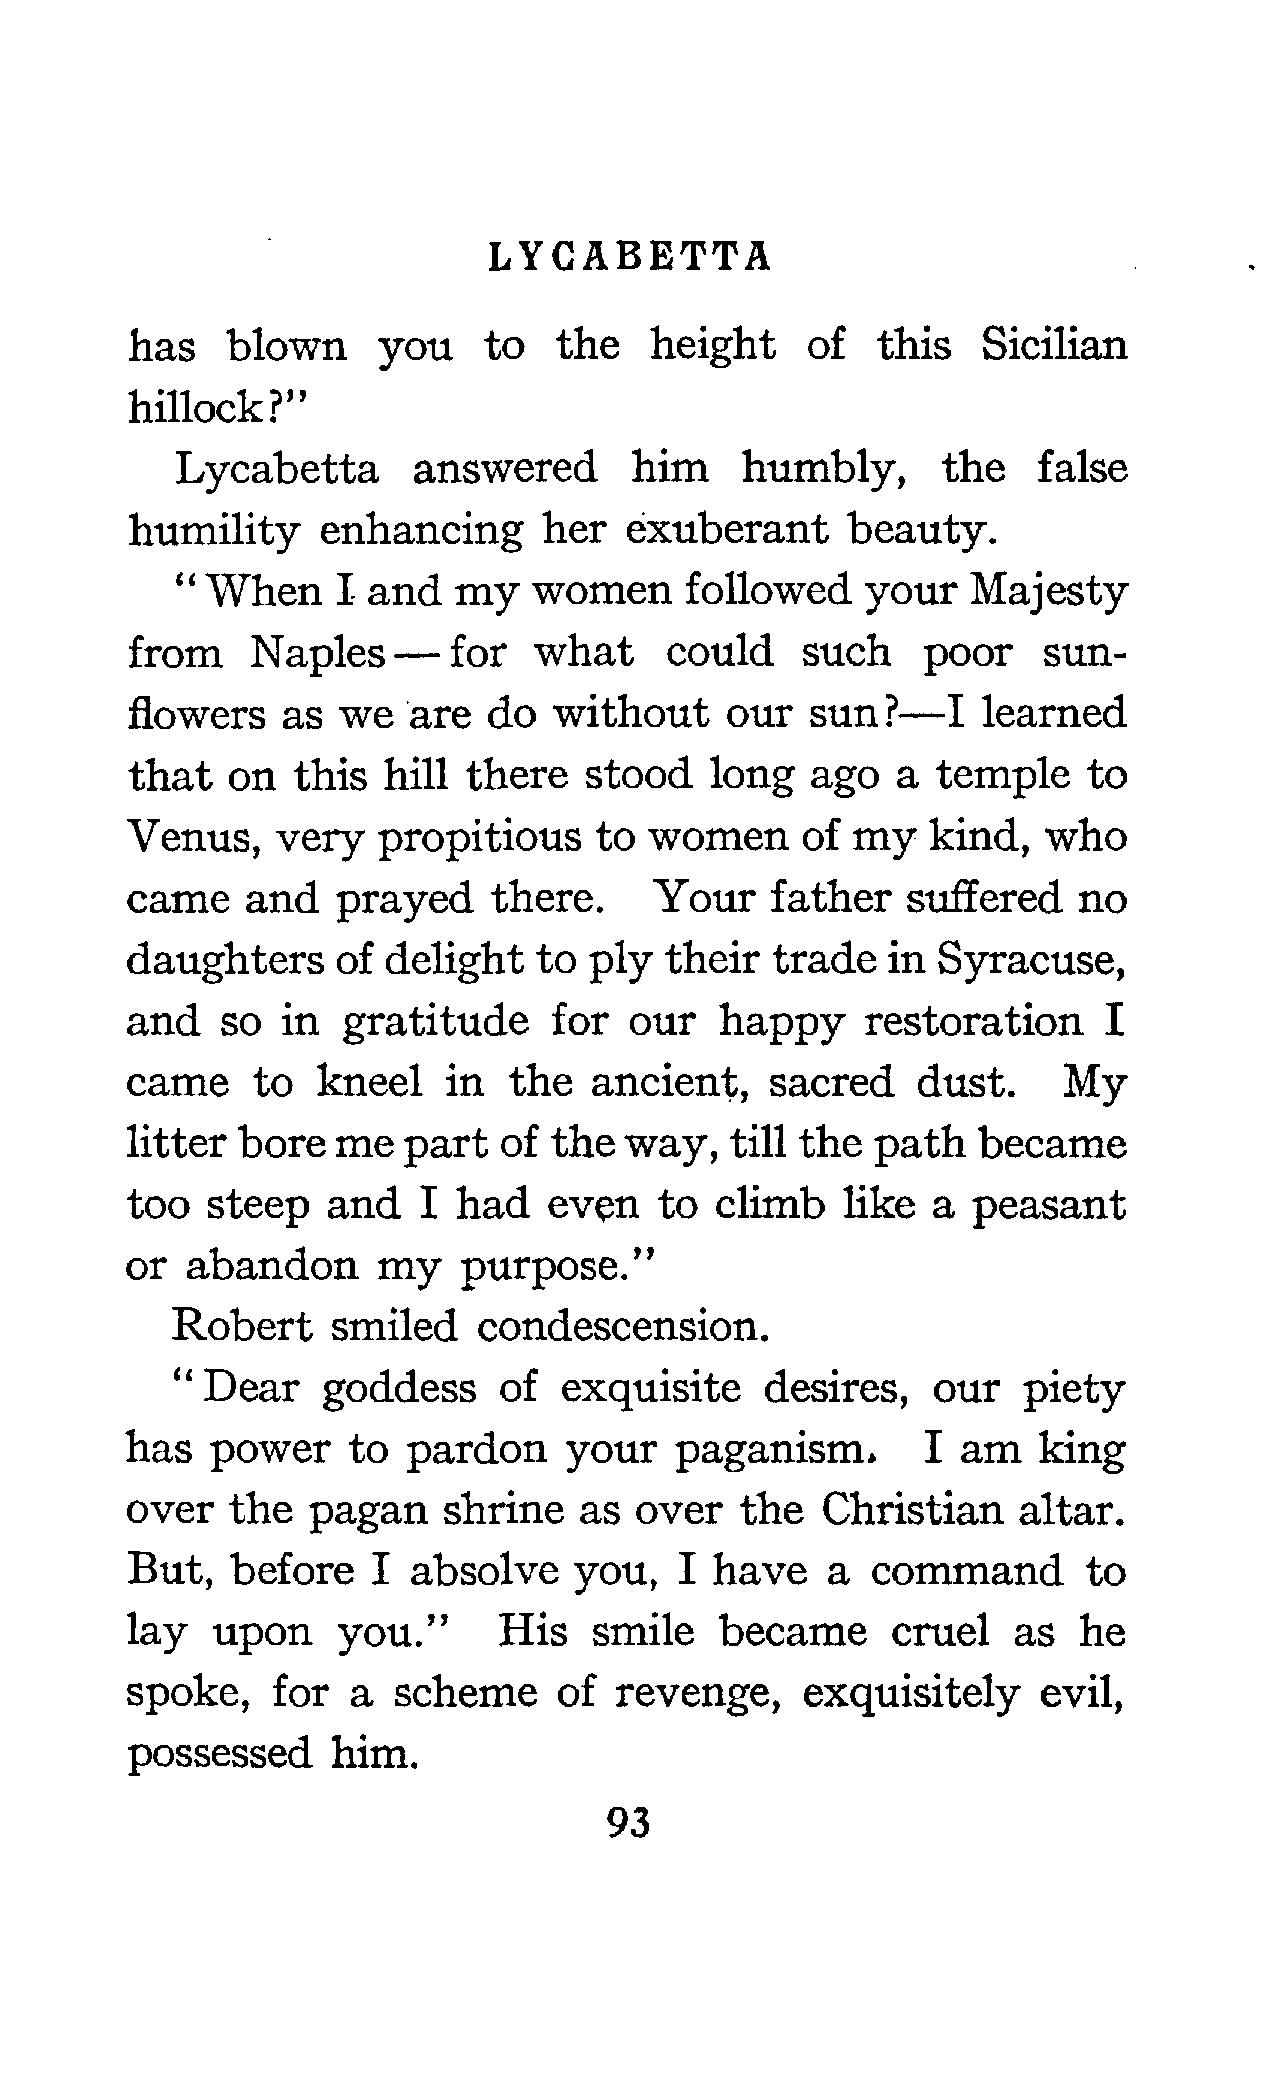 LYCABETTA
has blown you to the height of this Sicilian
hillock?"
Lycabetta answered him humbly, the false
humility enhancing her exuberant beauty.
"When I and my women followed your Majesty
from Naples — for what could such poor sun-
flowers as we are do without our sun?—I learned
that on this hill there stood long ago a temple to
Venus, very propitious to women of my kind, who
came and prayed there. Your father suffered no
daughters of delight to ply their trade in Syracuse,
and so in gratitude for our happy restoration I
came to kneel in the ancient, sacred dust. My
litter bore me part of the way, till the path became
too steep and I had even to climb like a peasant
or abandon my purpose."
Robert smiled condescension.
"Dear goddess of exquisite desires, our piety
has power to pardon your paganism. I am king
over the pagan shrine as over the Christian altar.
But, before I absolve you, I have a command to
lay upon you." His smile became cruel as he
spoke, for a scheme of revenge, exquisitely evil,
possessed him.
93